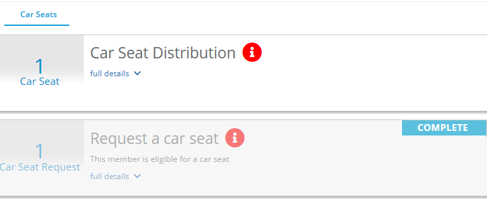 Car Seats
1
Car Seat
Car Seat Distribution
full details
COMPLETE
1
Car Seat Request
Request a car seat
This member is eligible for a car seat
full details